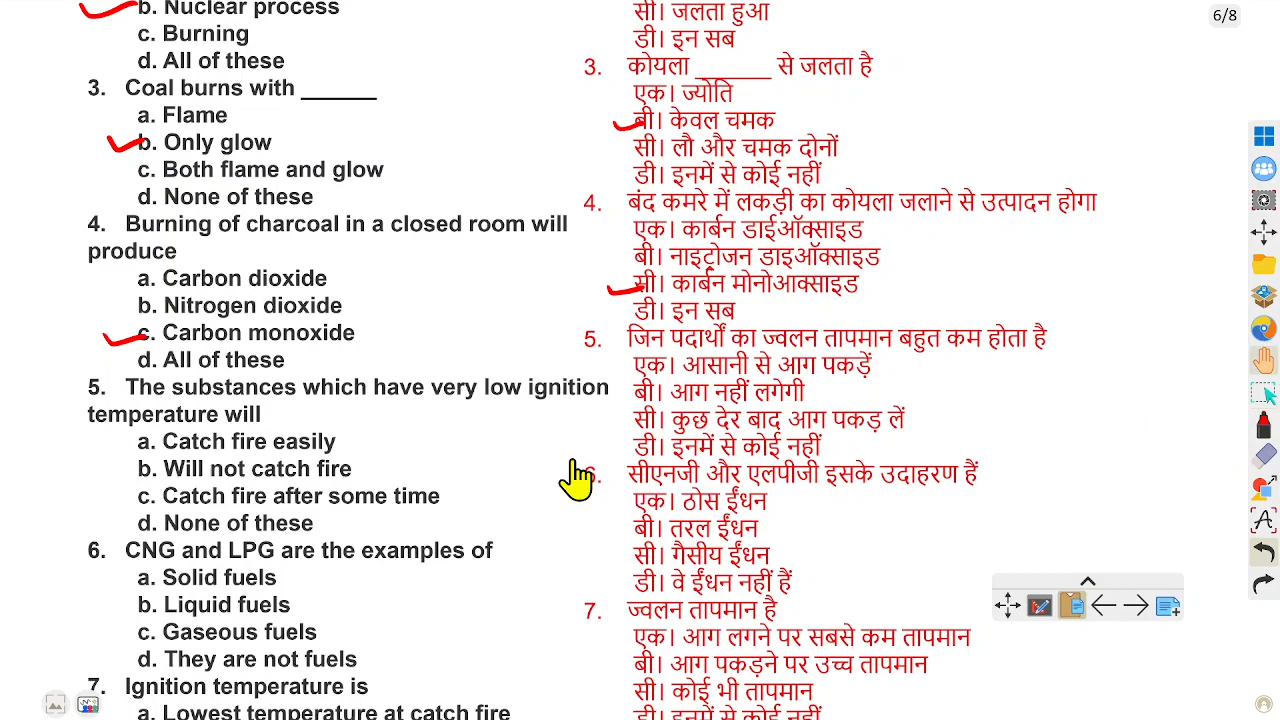 6/8
b. Nuclear process
c. Burning
d. All of these
3. Coal burns with ______
a. Flame
b. Only glow
c. Both flame and glow
d. None of these
4. Burning of charcoal in a closed room will
produce
a. Carbon dioxide
b. Nitrogen dioxide
c. Carbon monoxide
d. All of these
5. The substances which have very low ignition
temperature will
a. Catch fire easily
b. Will not catch fire
c. Catch fire after some time
d. None of these
6. CNG and LPG are the examples of
a. Solid fuels
b. Liquid fuels
c. Gaseous fuels
d. They are not fuels
7. Ignition temperature is
a. Lowest temperature at catch fire
सी। जलता हुआ
डी। इन सब
3. कोयला ______ से जलता है
एक। ज्योति
बी। केवल चमक
सी। लौ और चमक दोनों
डी। इनमें से कोई नहीं
4. बंद कमरे में लकड़ी का कोयला जलाने से उत्पादन होगा
एक। कार्बन डाईऑक्साइड
बी। नाइट्रोजन डाइऑक्साइड
सी। कार्बन मोनोआक्साइड
डी। इन सब
5. जिन पदार्थों का ज्वलन तापमान बहुत कम होता है
एक। आसानी से आग पकड़ें
बी। आग नहीं लगेगी
सी। कुछ देर बाद आग पकड़ लें
डी। इनमें से कोई नहीं
6. सीएनजी और एलपीजी इसके उदाहरण हैं
एक। ठोस ईंधन
बी। तरल ईंधन
सी। गैसीय ईंधन
डी। वे ईंधन नहीं हैं
7. ज्वलन तापमान है
एक। आग लगने पर सबसे कम तापमान
बी। आग पकड़ने पर उच्च तापमान
सी। कोई भी तापमान
डी। इनमें से कोई नहीं